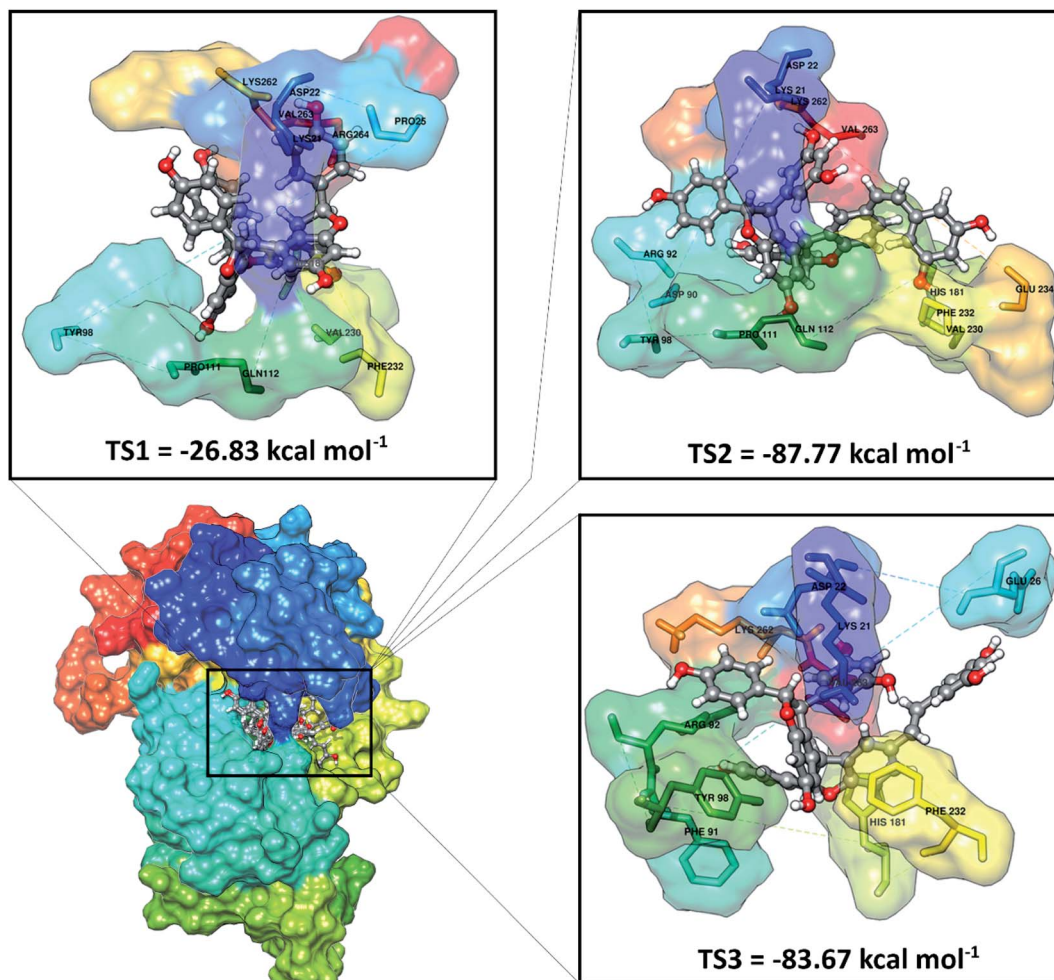 LYS262
ASP22
VAL263
PRO25
LYS21
ARG264
TYR98
VAL230
PRO111
GLN112
PHE232
TS1 = -26.83 kcal mol-1
ASP 22
LYS 21
LYS 262
VAL 263
ARG 92
ASP 90
HIS 181
GLU 234
PHE 232
TYR 98
PRO 111
GLN 112
VAL 230
TS2 = -87.77 kcal mol-1
ASP 22
GLU 26
LYS 21
LYS 262
ARG 92
TYR 98
PHE 232
HIS 181
PHE 91
TS3 = -83.67 kcal mol-1